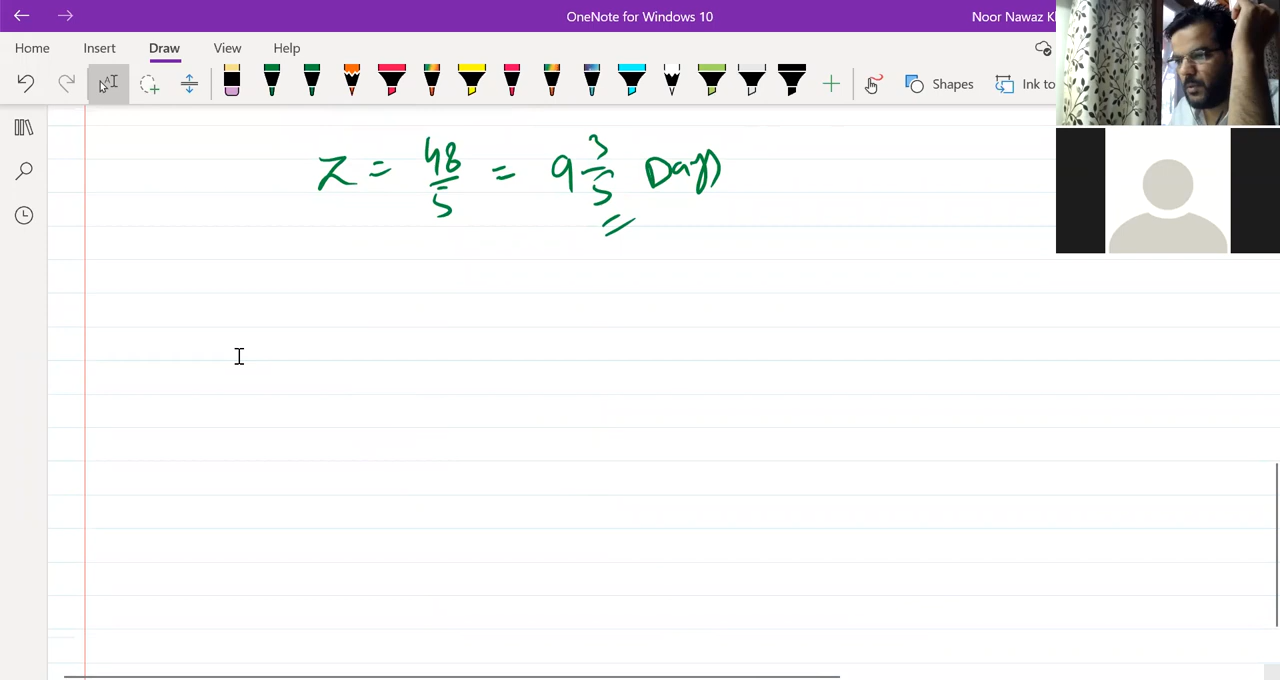 OneNote for Windows 10
Noor Nawaz Kh
Home Insert Draw View Help
Shapes Ink to
z = 48/5 = 9 3/5 Days